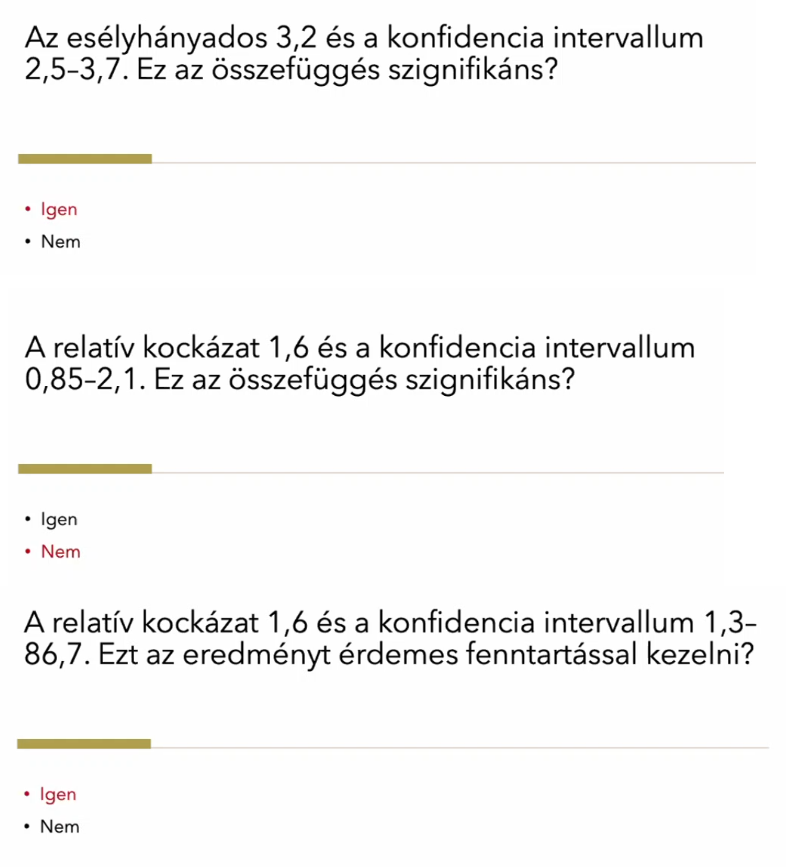 Az esélyhányados 3,2 és a konfidencia intervallum
2,5–3,7. Ez az összefüggés szignifikáns?
• Igen
• Nem
A relatív kockázat 1,6 és a konfidencia intervallum
0,85–2,1. Ez az összefüggés szignifikáns?
• Igen
• Nem
A relatív kockázat 1,6 és a konfidencia intervallum 1,3–
86,7. Ezt az eredményt érdemes fenntartással kezelni?
• Igen
• Nem